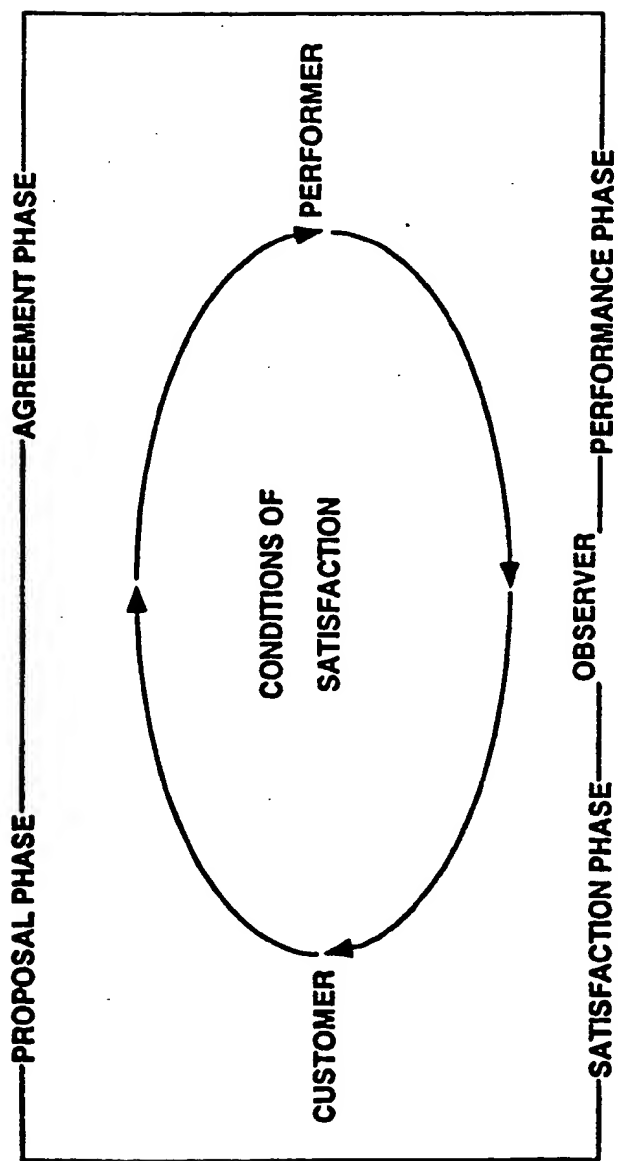 PROPOSAL PHASE
AGREEMENT PHASE
CUSTOMER
CONDITIONS OF
SATISFACTION
PERFORMER
SATISFACTION PHASE
OBSERVER
PERFORMANCE PHASE